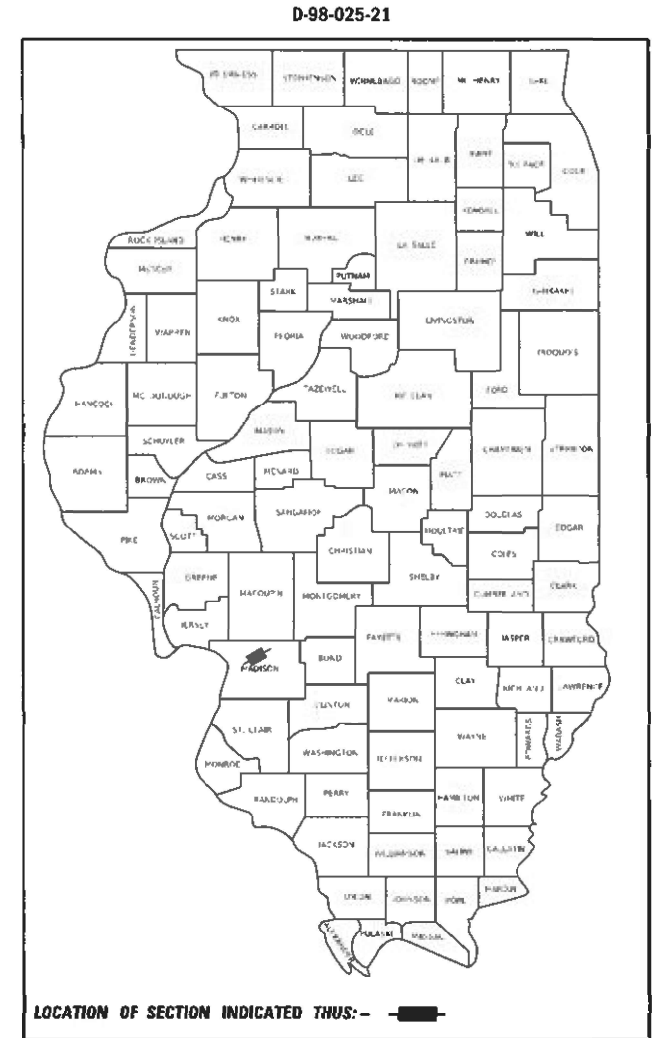 D-98-025-21
STEPHENSON WINNEBAGO BOONE MC HENRY LAKE
CARROLL OGLE
DE KALB KANE COOK
WHITESIDE LEE
KENDALL WILL
ROCK ISLAND HENRY BUREAU LA SALLE
GRUNDY
MERCER
PUTNAM KANKAKEE
STARK MARSHALL
HENDERSON WARREN KNOX PEORIA WOODFORD LIVINGSTON
IROQUOIS
HANCOCK MC DONOUGH FULTON TAZEWELL MC LEAN FORD
MASON
SCHUYLER LOGAN DE WITT CHAMPAIGN VERMILION
ADAMS BROWN CASS MENARD PIATT
MACON
PIKE SCOTT MORGAN SANGAMON DOUGLAS EDGAR
MOULTRIE
CHRISTIAN COLES
GREENE SHELBY CLARK
CALHOUN MACOUPIN MONTGOMERY CUMBERLAND
JERSEY FAYETTE EFFINGHAM JASPER CRAWFORD
MADISON BOND
CLAY RICHLAND LAWRENCE
CLINTON MARION
ST. CLAIR WAYNE EDWARDS WABASH
WASHINGTON JEFFERSON
MONROE
RANDOLPH PERRY HAMILTON WHITE
FRANKLIN
JACKSON WILLIAMSON SALINE GALLATIN
UNION JOHNSON POPE HARDIN
ALEXANDER PULASKI MASSAC
LOCATION OF SECTION INDICATED THUS: -